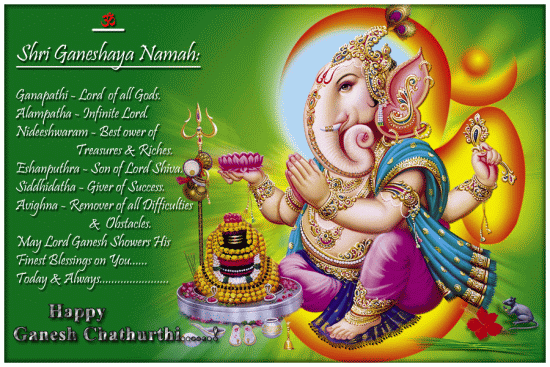 ॐ
Shri Ganeshaya Namah:
Ganapathi - Lord of all Gods.
Alampatha - Infinite Lord.
Nideeshwaram - Best ower of
Treasures & Riches.
Eshanputhra - Son of Lord Shiva.
Siddhidatha - Giver of Success.
Avighna - Remover of all Difficulties
& Obstacles.
May Lord Ganesh Showers His
Finest Blessings on You......
Today & Always.......................
Happy
Ganesh Chathurthi.......